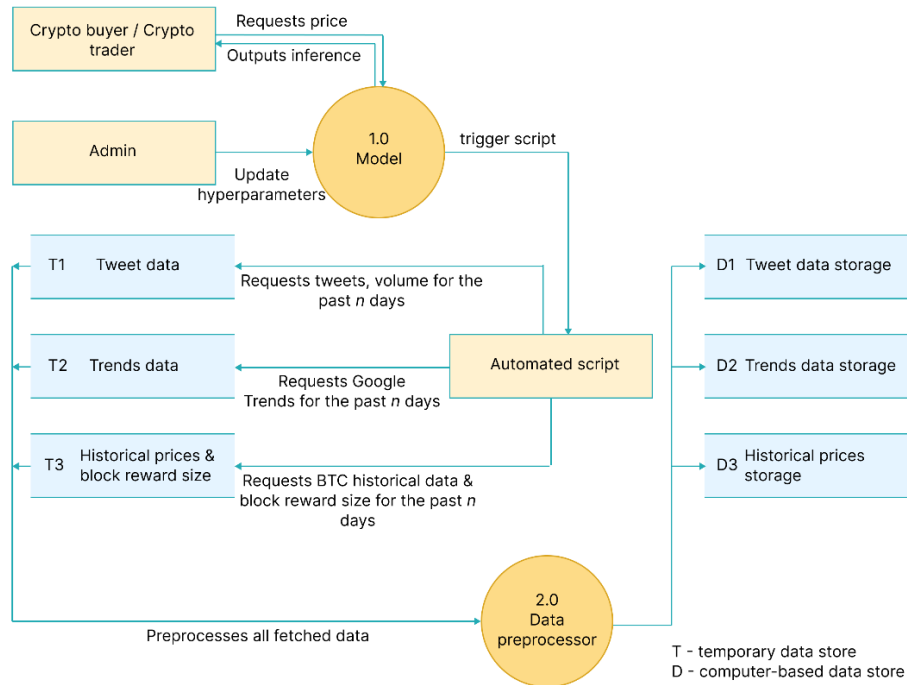 Crypto buyer / Crypto
trader
Requests price
Outputs inference
Admin
Update
hyperparameters
1.0
Model
trigger script
T1 Tweet data
Requests tweets, volume for the
past n days
D1 Tweet data storage
T2 Trends data
Requests Google
Trends for the past n days
Automated script
D2 Trends data storage
T3 Historical prices &
block reward size
Requests BTC historical data &
block reward size for the past n
days
D3 Historical prices
storage
2.0
Data
preprocessor
Preprocesses all fetched data
T - temporary data store
D - computer-based data store